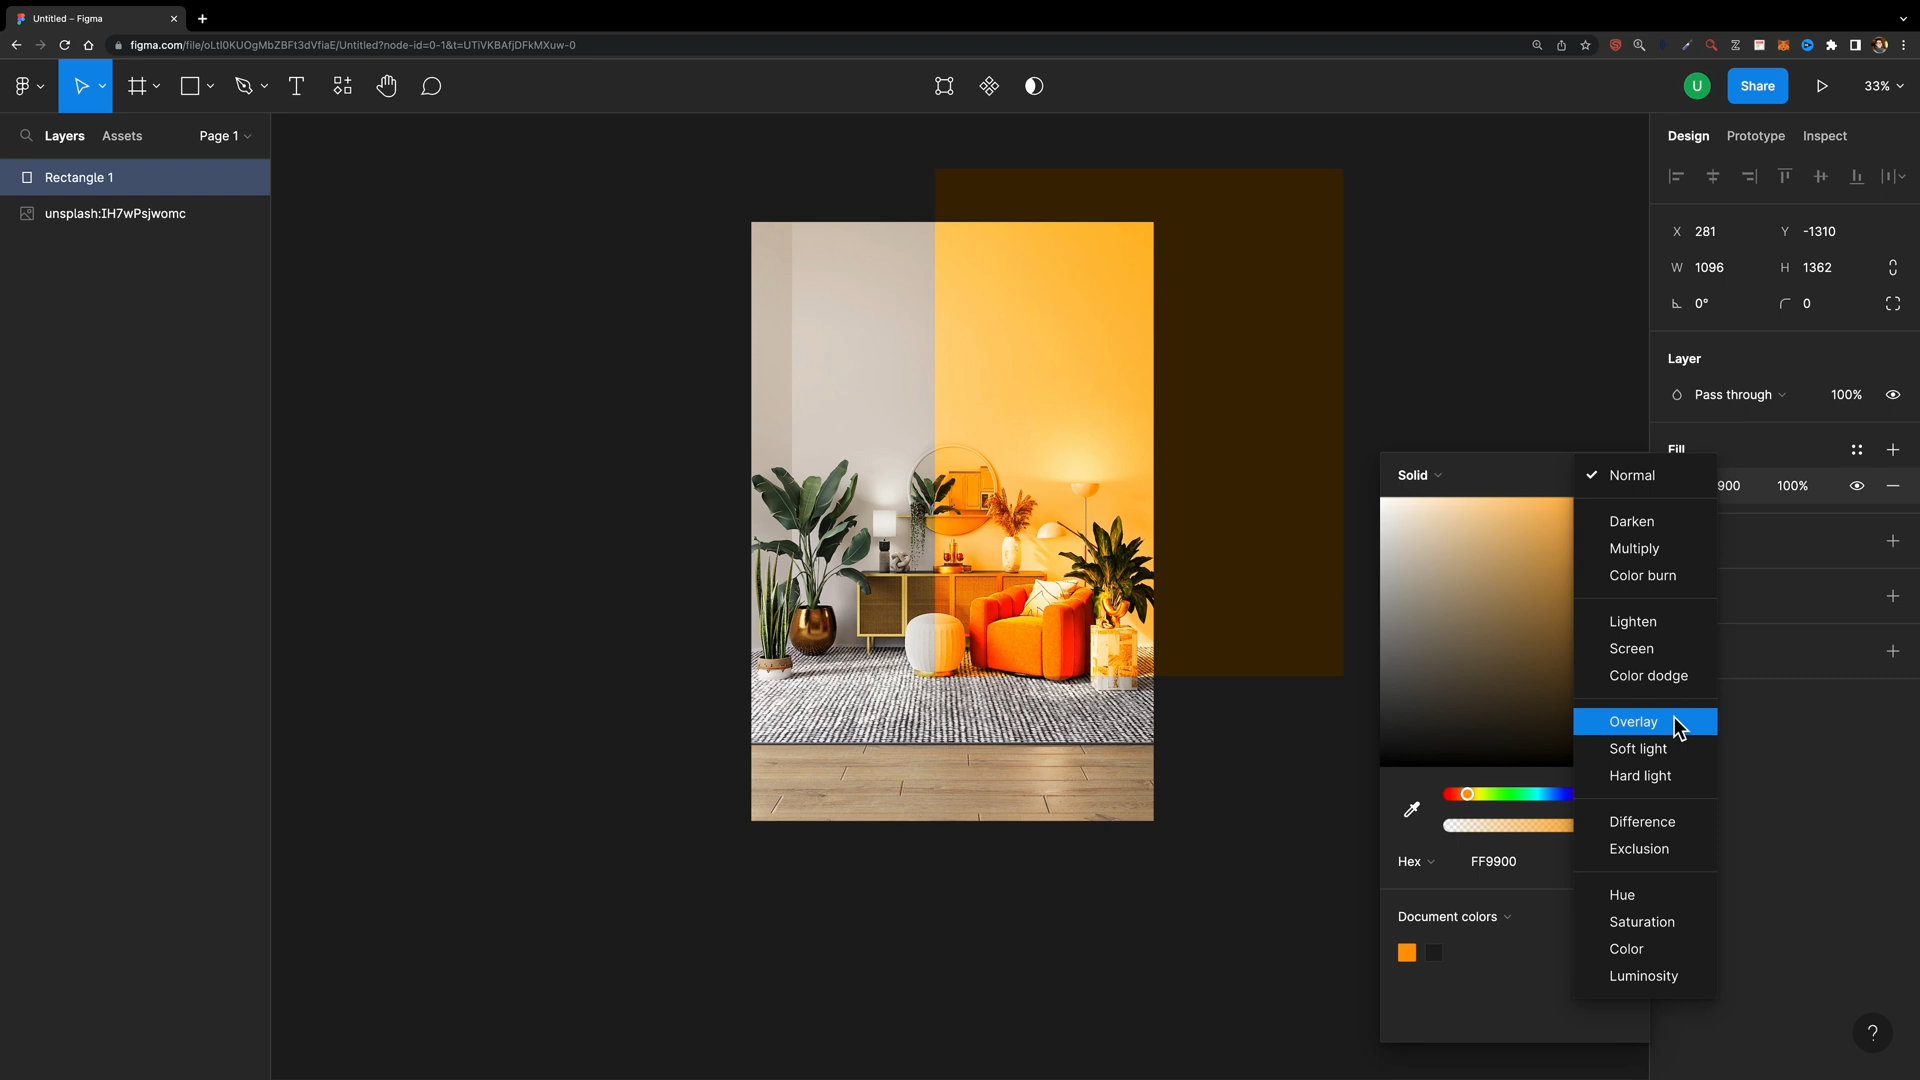 Untitled – Figma
figma.com/file/oLtI0KUOgMbZBFt3dVfiaE/Untitled?node-id=0-1&t=UTiVKBAfjDFkMXuw-0
U
Share
33%
Layers
Assets
Page 1
Design
Prototype
Inspect
Rectangle 1
unsplash:IH7wPsjwomc
X 281
Y -1310
W 1096
H 1362
0°
0
Layer
Pass through
100%
Fill
900
100%
Solid
Normal
Darken
Multiply
Color burn
Lighten
Screen
Color dodge
Overlay
Soft light
Hard light
Difference
Exclusion
Hue
Saturation
Color
Luminosity
Hex
FF9900
Document colors
?